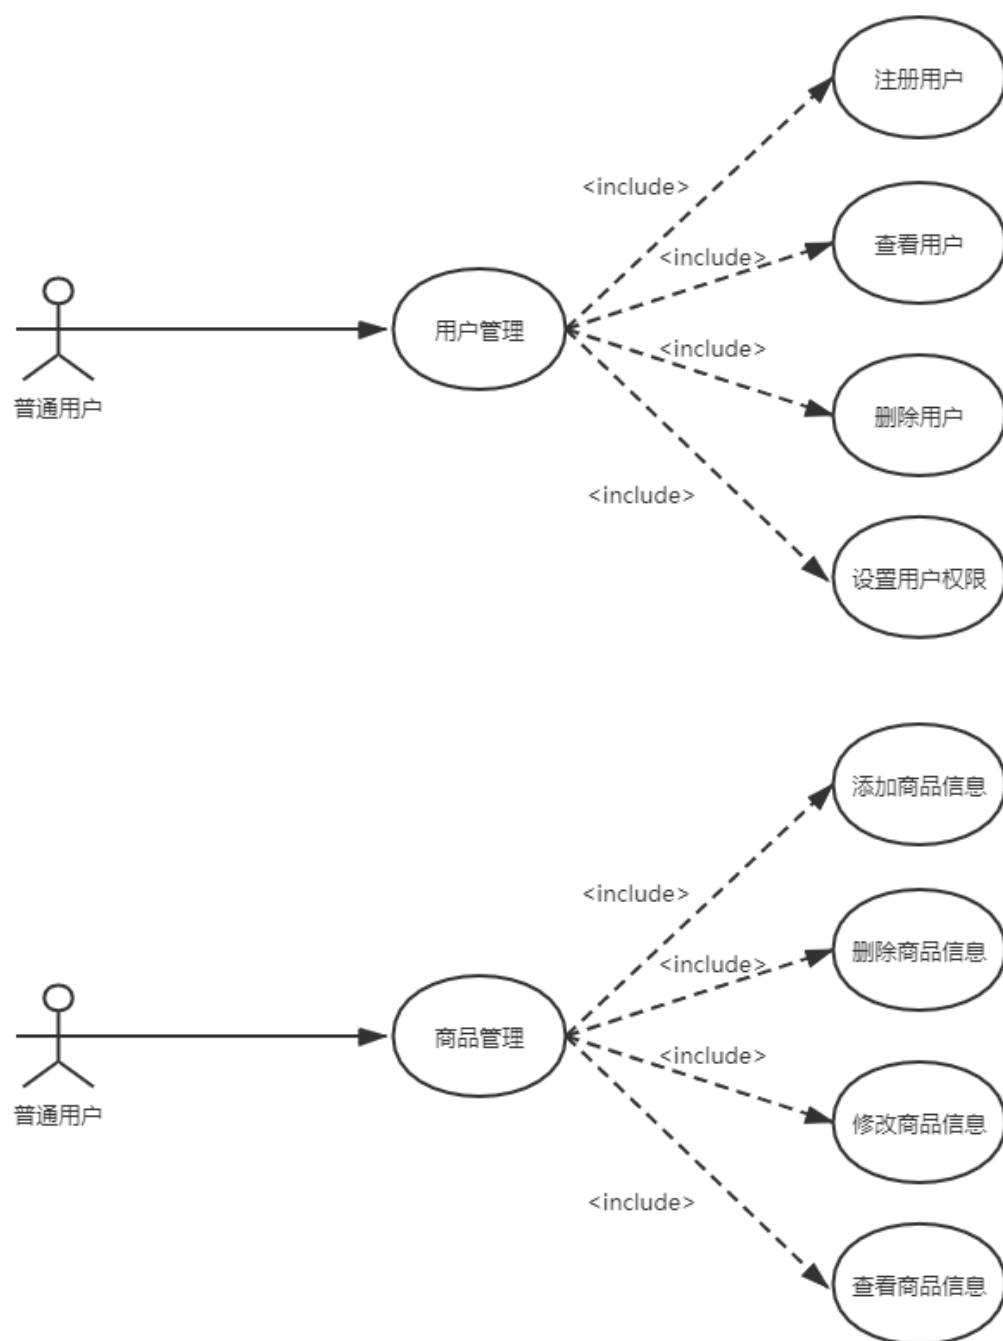 注册用户
<include>
查看用户
<include>
用户管理
<include>
普通用户
删除用户
<include>
设置用户权限
添加商品信息
<include>
删除商品信息
<include>
商品管理
<include>
普通用户
修改商品信息
<include>
查看商品信息